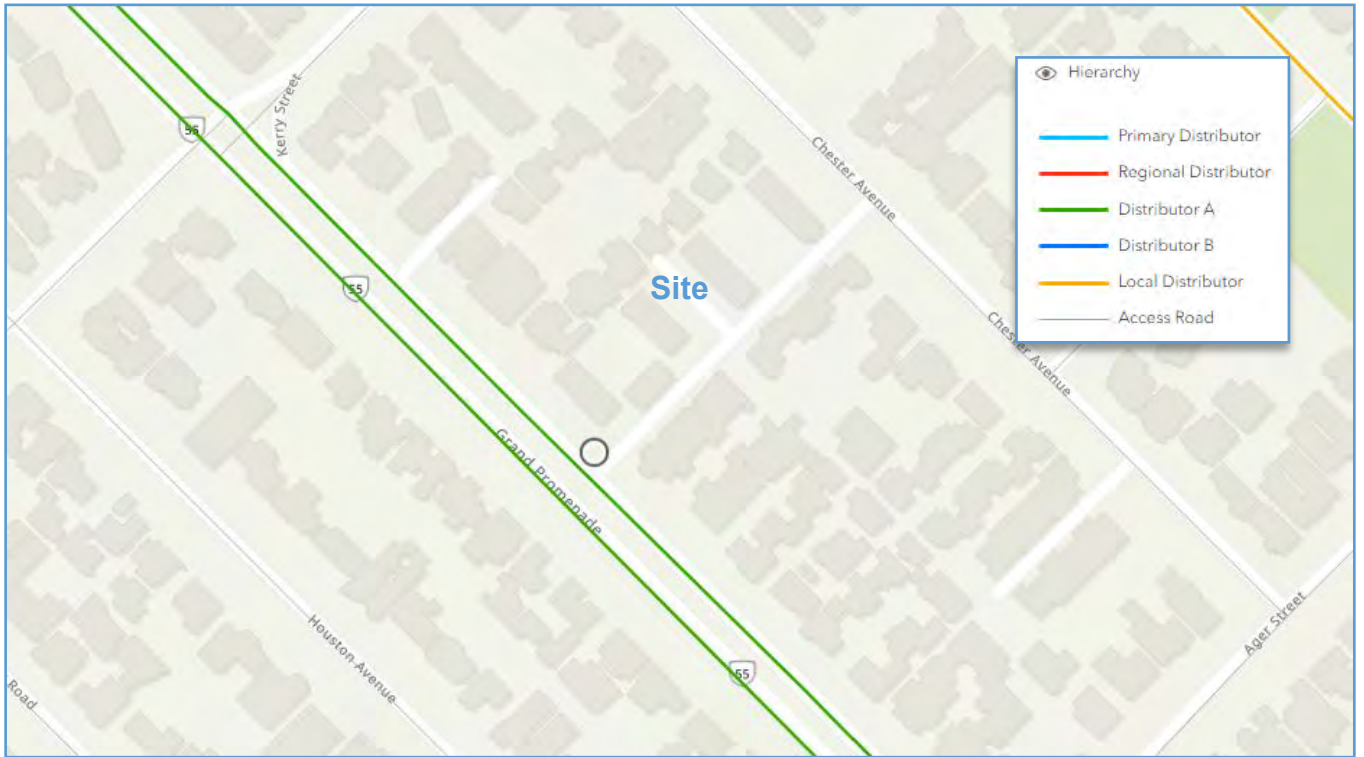 Hierarchy
Primary Distributor
Regional Distributor
Distributor A
Distributor B
Local Distributor
Access Road
Kerry Street
55
Chester Avenue
55
Site
Chester Avenue
Grand Promenade
Houston Avenue
Ager Street
55
Road